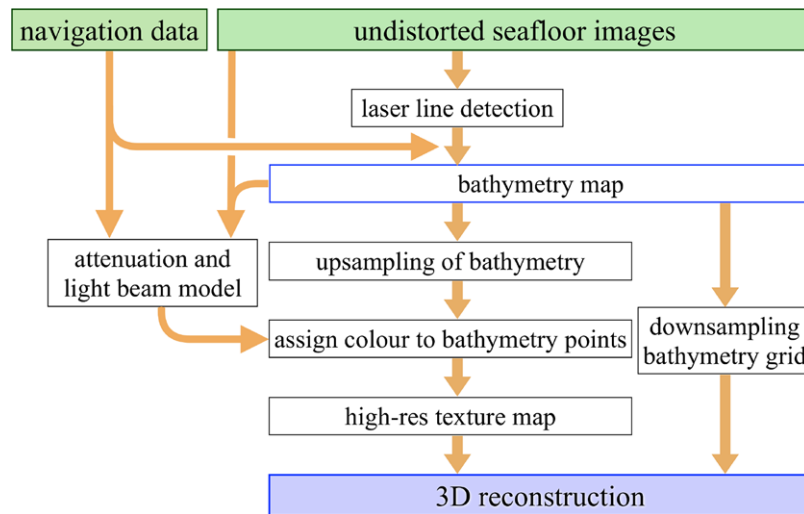 navigation data
undistorted seafloor images
laser line detection
bathymetry map
attenuation and
light beam model
upsampling of bathymetry
assign colour to bathymetry points
downsampling
bathymetry grid
high-res texture map
3D reconstruction